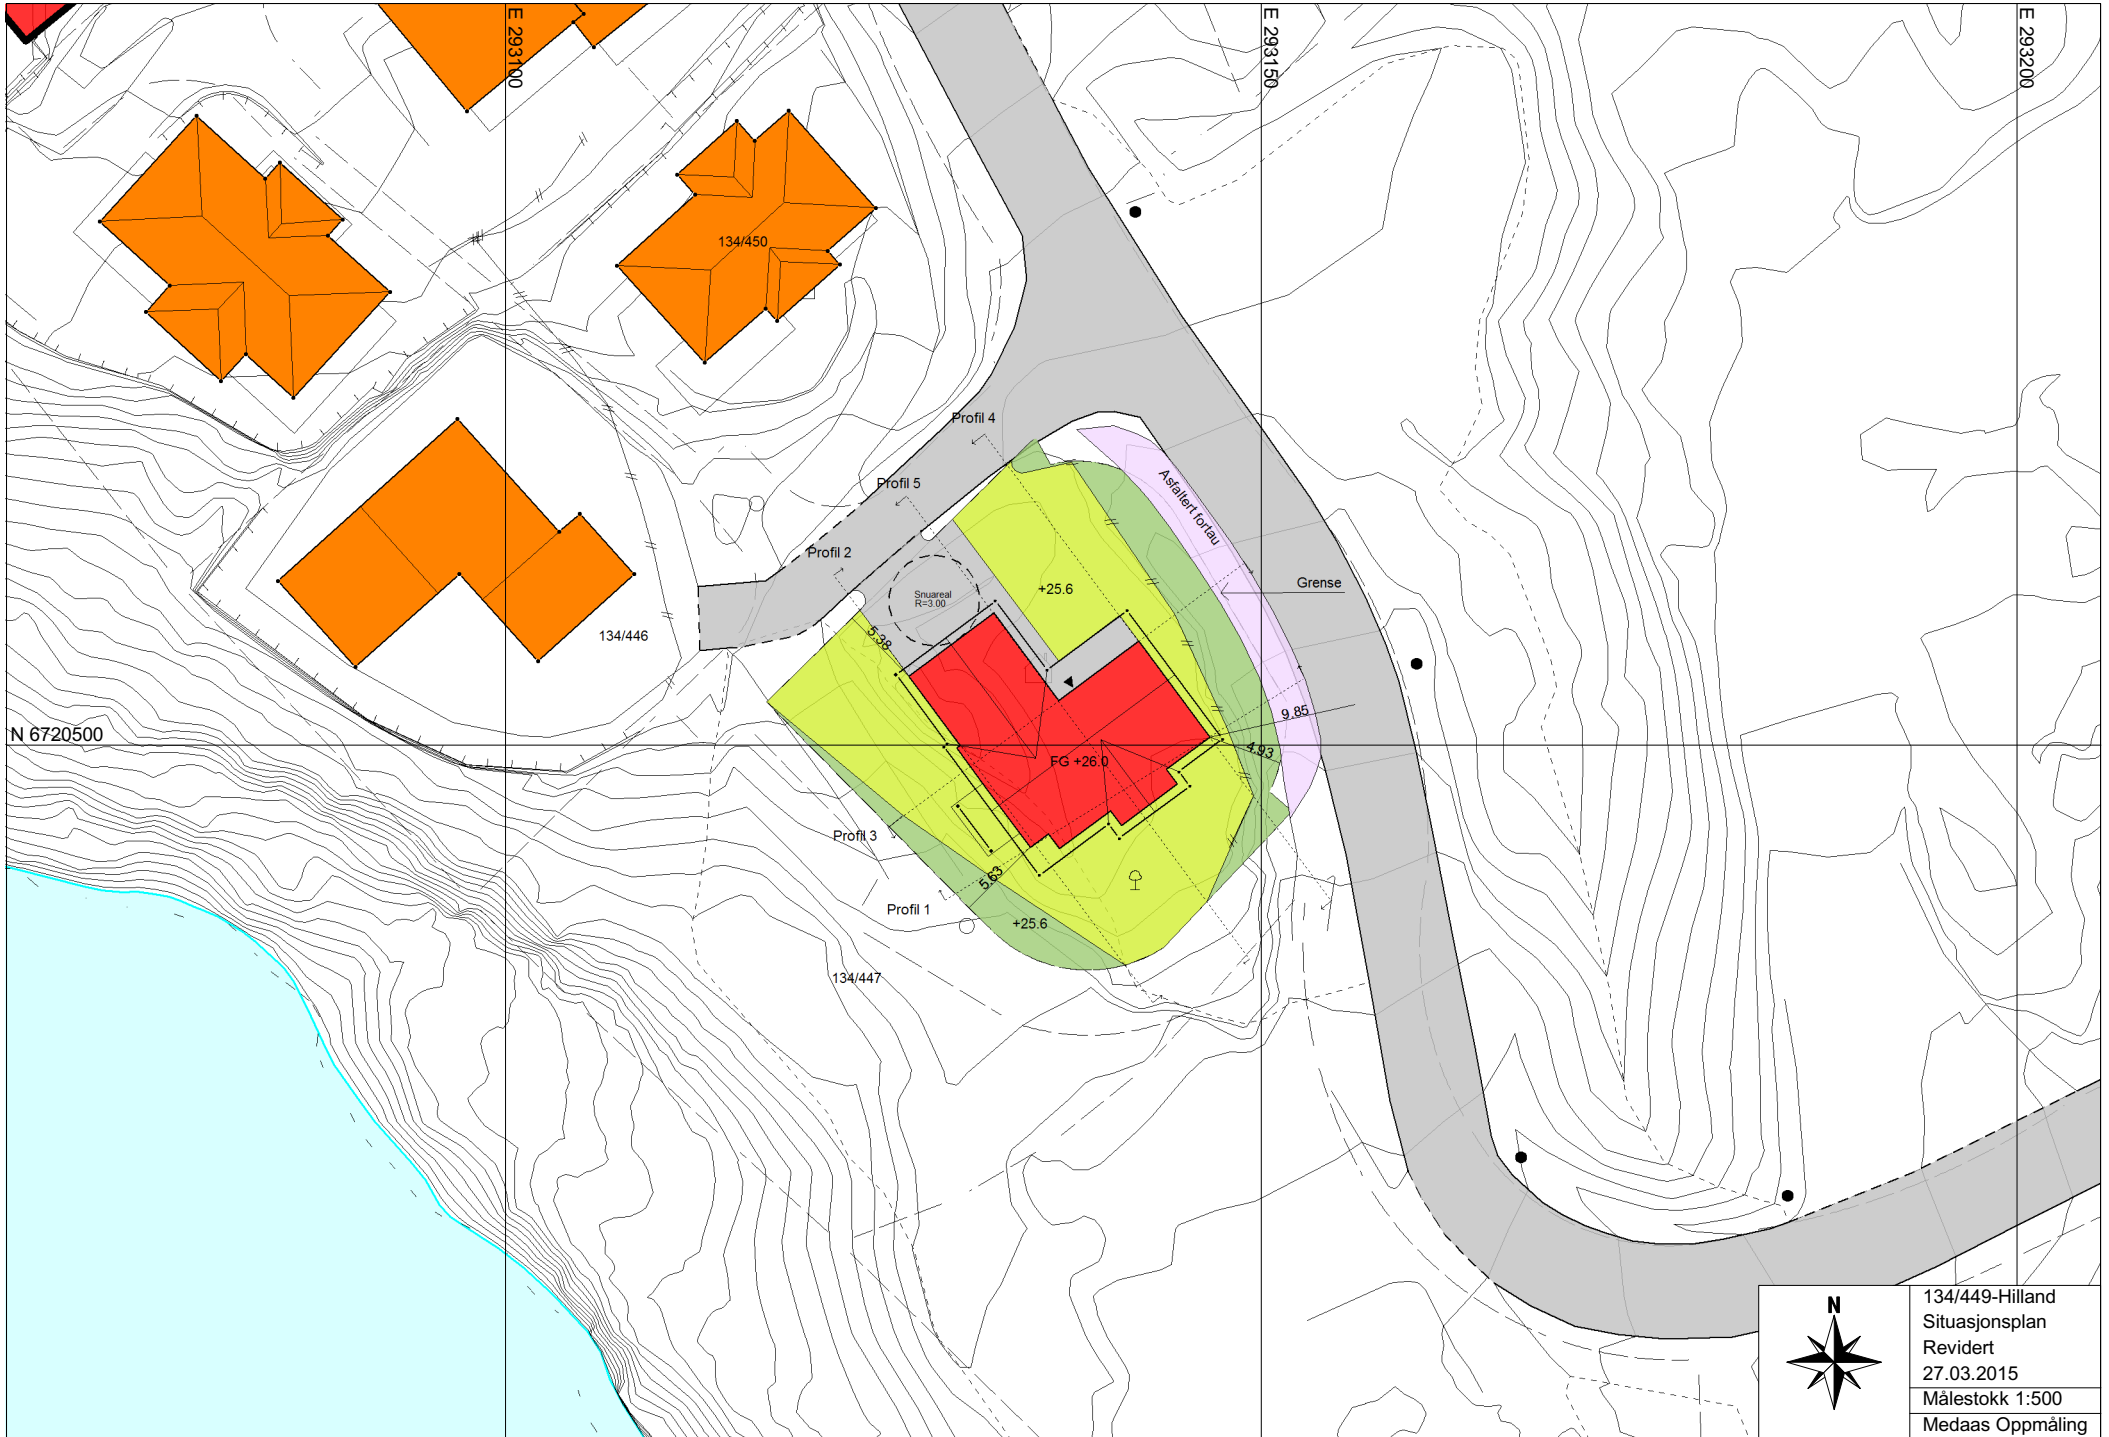 E 293100
E 293150
E 293200
134/450
Profil 4
Profil 5
Asfaltert fortau
Profil 2
Grense
+25.6
Snuareal
R=3.00
134/446
5.38
9.85
N 6720500
4.93
FG +26.0
Profil 3
5.63
Profil 1
+25.6
134/447
N
134/449-Hilland
Situasjonsplan
Revidert
27.03.2015
Målestokk 1:500
Medaas Oppmåling